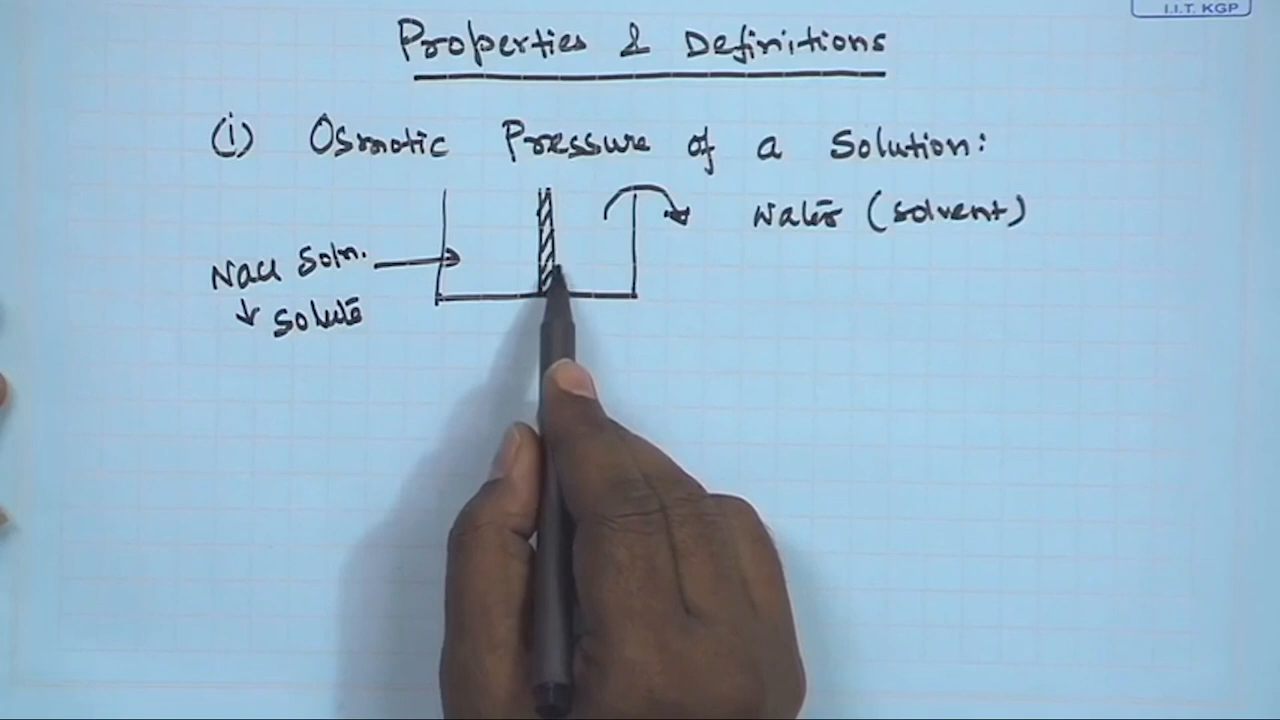 I.I.T. KGP
Properties & Definitions
(i) Osmotic Pressure of a Solution:
Water (Solvent)
NaCl Soln.
Solute